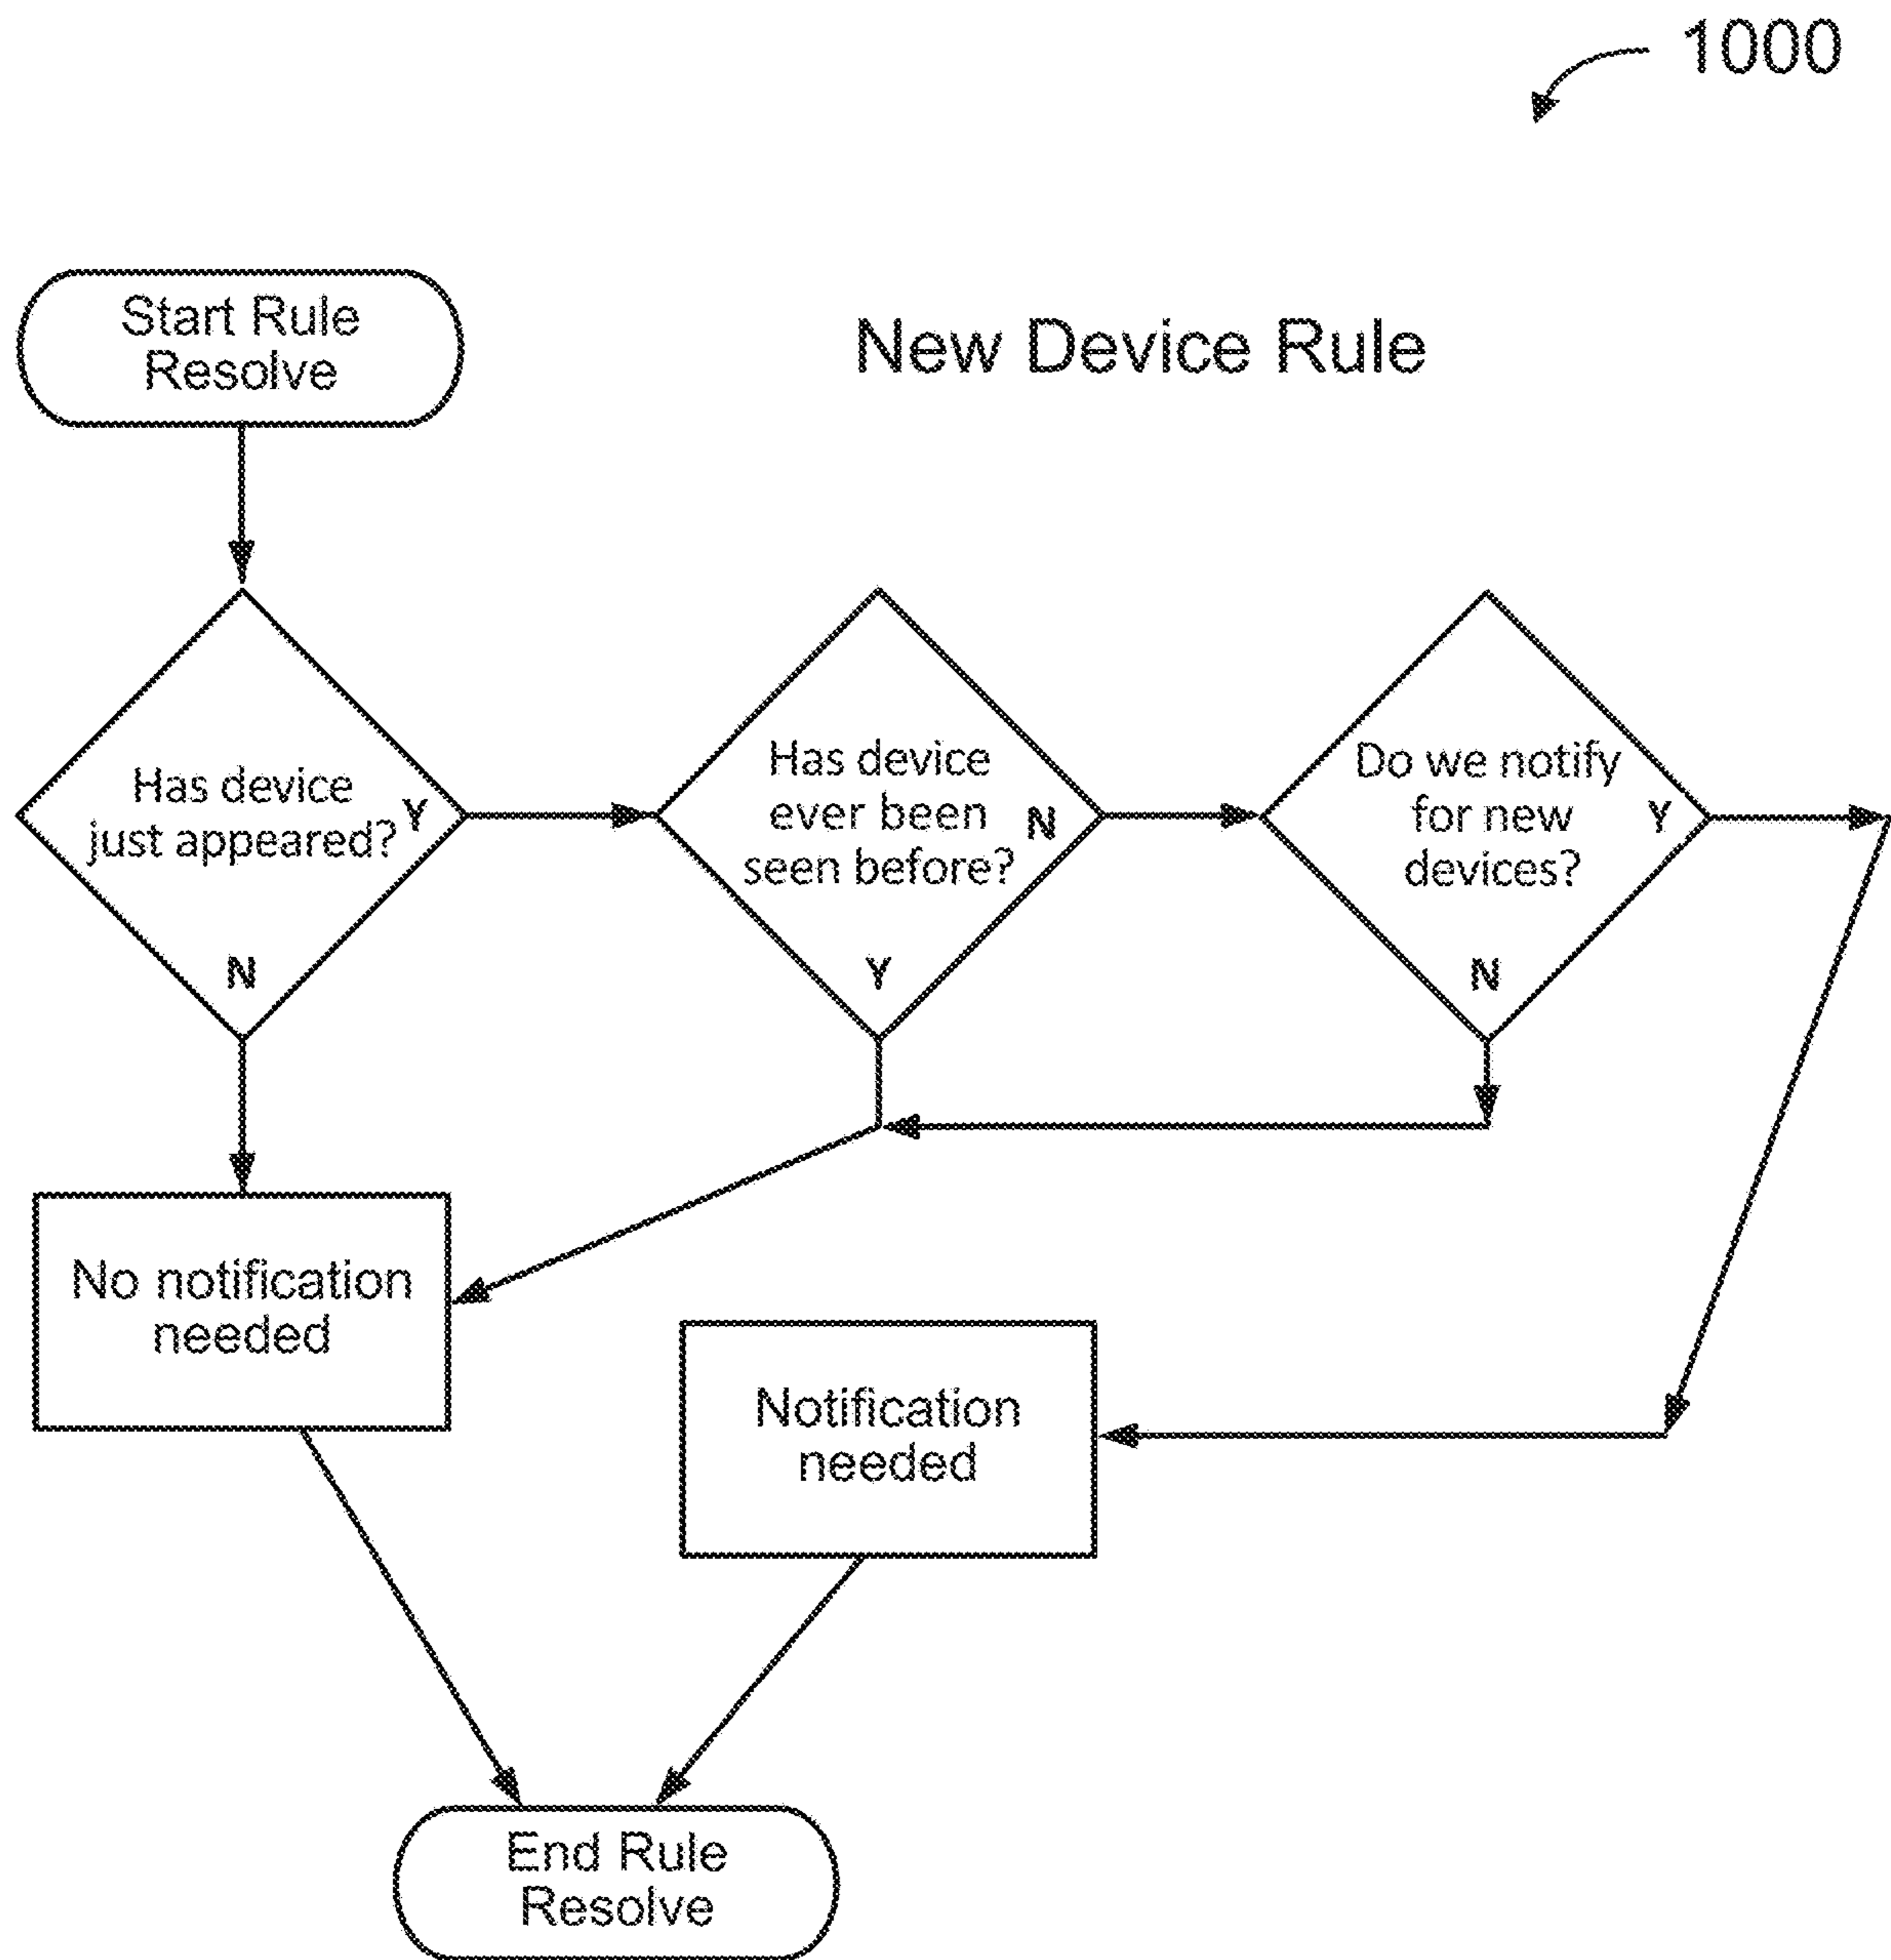 1000
Start Rule
Resolve
New Device Rule
Has device
just appeared?
Y
N
Has device
ever been
seen before?
N
Y
Do we notify
for new
devices?
Y
N
No notification
needed
Notification
needed
End Rule
Resolve